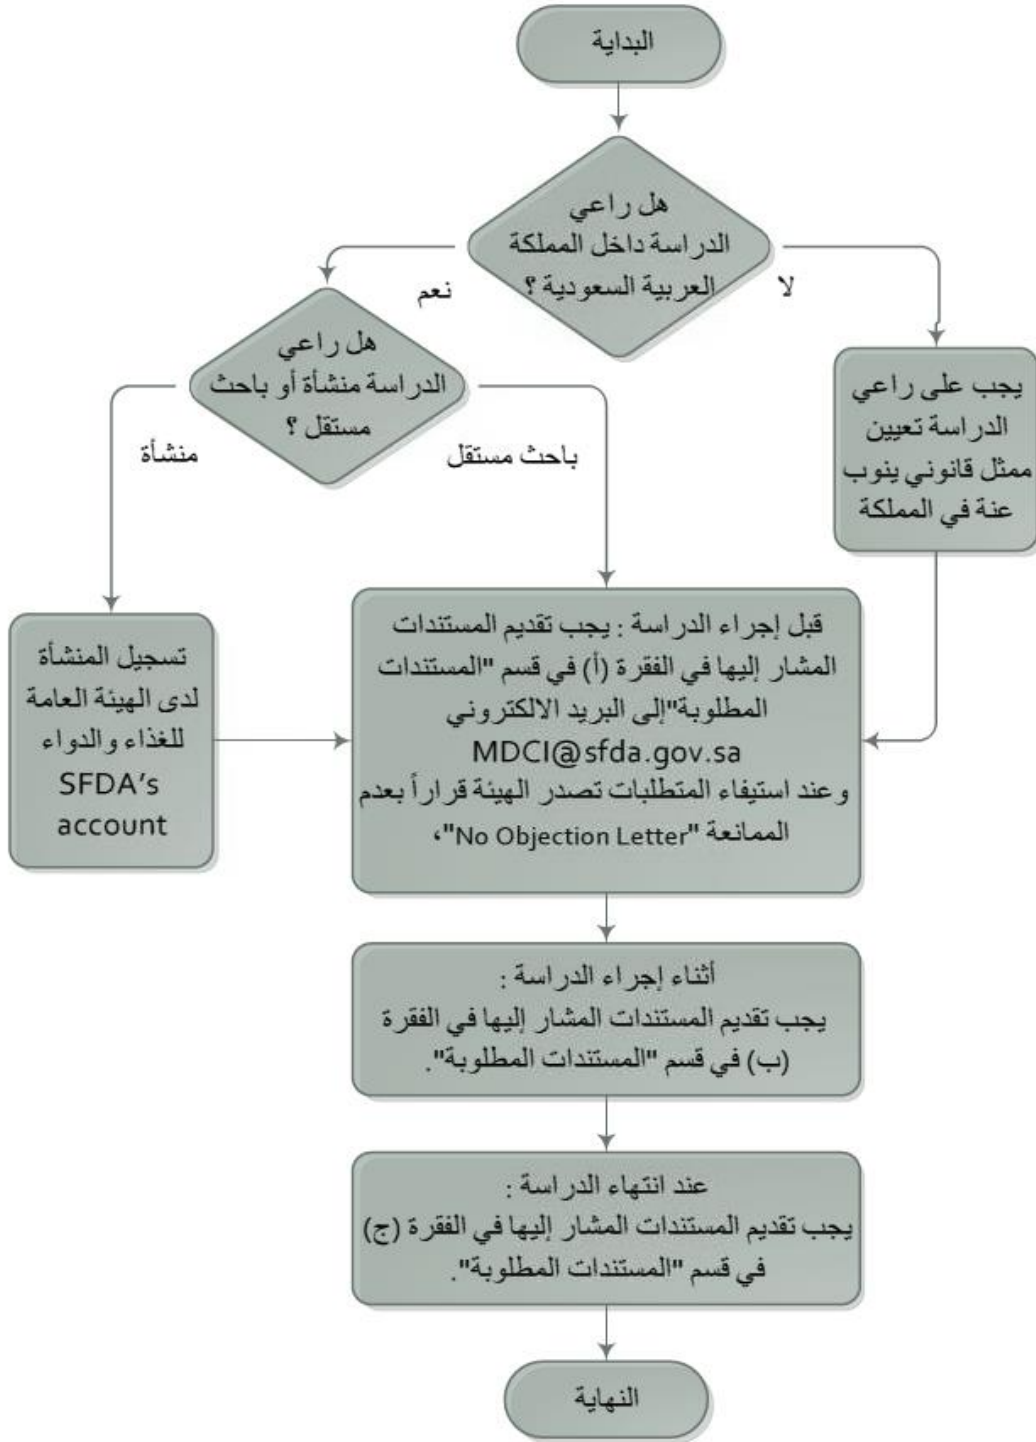 البداية
هل راعي
الدراسة داخل المملكة
العربية السعودية ؟
لا
نعم
هل راعي
الدراسة منشأة أو باحث
مستقل ؟
يجب على راعي
الدراسة تعيين
ممثل قانوني ينوب
عنة في المملكة
باحث مستقل
منشأة
تسجيل المنشأة
لدى الهيئة العامة
للغذاء والدواء
SFDA's
account
قبل إجراء الدراسة : يجب تقديم المستندات
المشار إليها في الفقرة (أ) في قسم "المستندات
المطلوبة"إلى البريد الالكتروني
MDCI@sfda.gov.sa
وعند استيفاء المتطلبات تصدر الهيئة قراراً بعدم
الممانعة "No Objection Letter"،
أثناء إجراء الدراسة :
يجب تقديم المستندات المشار إليها في الفقرة
(ب) في قسم "المستندات المطلوبة".
عند انتهاء الدراسة :
يجب تقديم المستندات المشار إليها في الفقرة (ج)
في قسم "المستندات المطلوبة".
النهاية